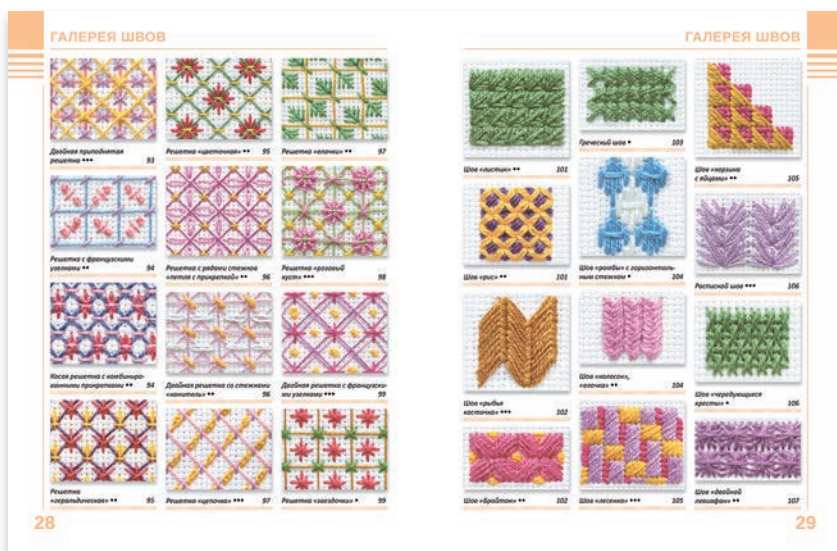 ГАЛЕРЕЯ ШВОВ
Двойная приподнятая
решетка ••• 93
Решетка «цветочная» •• 95
Решетка «елочки» •• 97
Решетка с французскими
узелками •• 94
Решетка с рядами стежков
«петля с прикрепкой» •• 96
Решетка «розовый
куст» ••• 98
Косая решетка с комбиниро-
ванными прикрепками •• 94
Двойная решетка со стежками
«канитель» •• 96
Двойная решетка с французски-
ми узелками ••• 99
Решетка
«геральдическая» •• 95
Решетка «цепочка» ••• 97
Решетка «звездочки» • 99
28
ГАЛЕРЕЯ ШВОВ
Шов «листик» •• 101
Греческий шов • 103
Шов «корзина
с яйцами» •• 105
Шов «рис» •• 101
Шов «ромбы» с горизонталь-
ным стежком • 104
Расписной шов ••• 106
Шов «рыбья
косточка» ••• 102
Шов «колосок»,
«елочка» •• 104
Шов «чередующиеся
кресты» • 106
Шов «брайтон» •• 102
Шов «лесенка» ••• 105
Шов «двойной
левиафан» •• 107
29